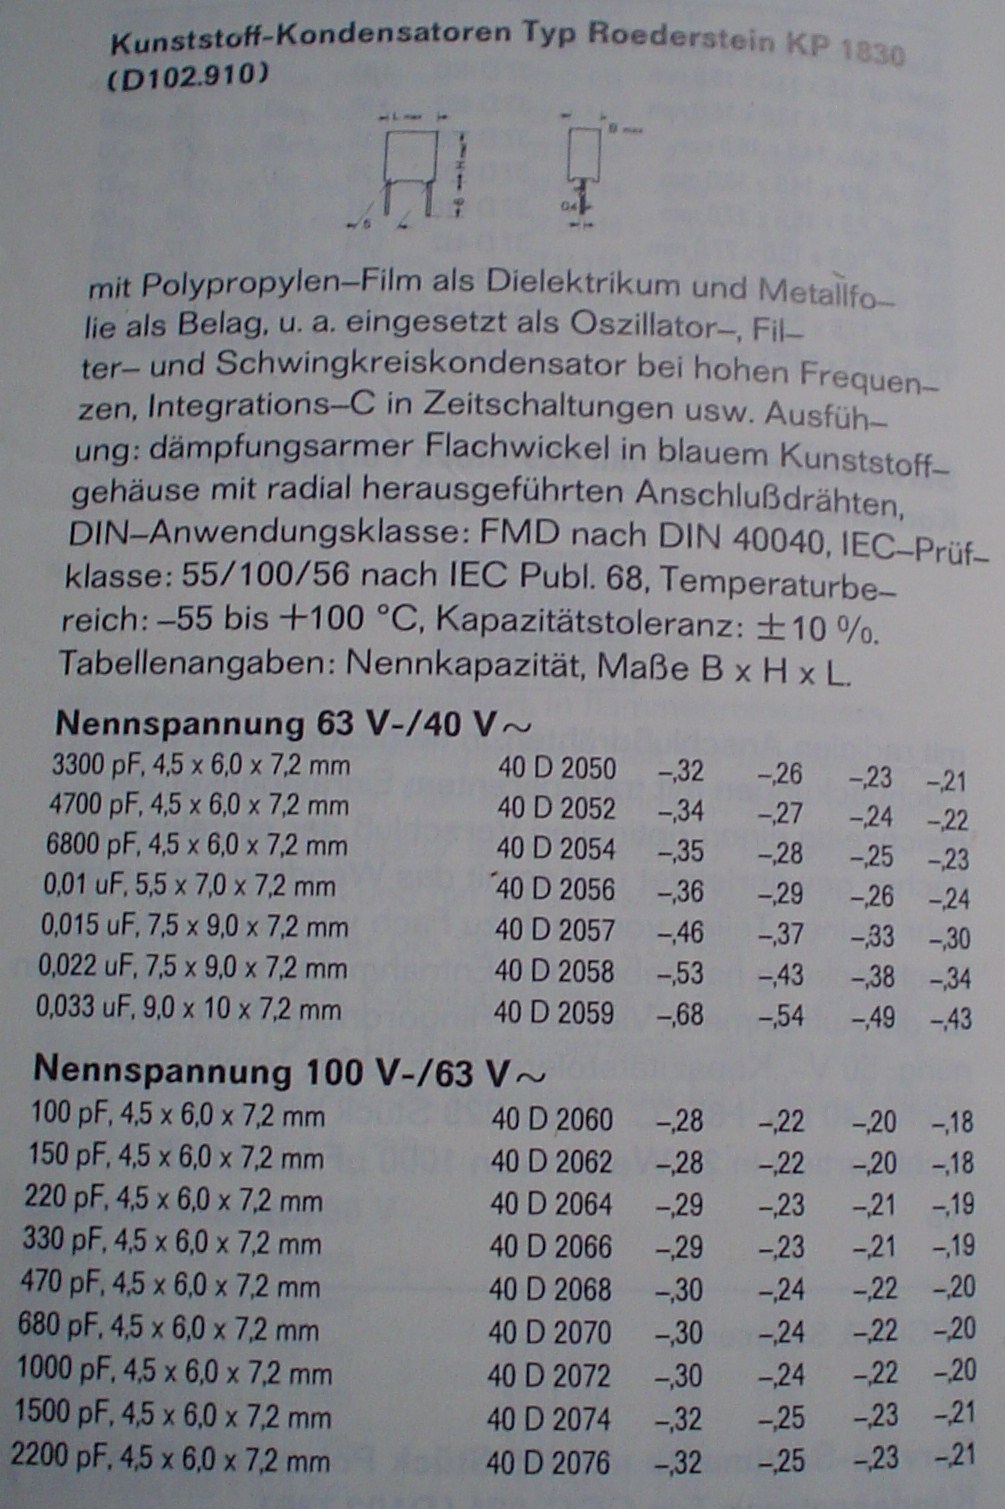 Kunststoff-Kondensatoren Typ Roederstein KP 1830
(D102.910)
L max
B max
H
6
5
0,4
mit Polypropylen-Film als Dielektrikum und Metallfo-
lie als Belag, u. a. eingesetzt als Oszillator-, Fil-
ter- und Schwingkreiskondensator bei hohen Frequen-
zen, Integrations-C in Zeitschaltungen usw. Ausfüh-
ung: dämpfungsarmer Flachwickel in blauem Kunststoff-
gehäuse mit radial herausgeführten Anschlußdrähten,
DIN-Anwendungsklasse: FMD nach DIN 40040, IEC-Prüf-
klasse: 55/100/56 nach IEC Publ. 68, Temperaturbe-
reich: -55 bis +100 °C, Kapazitätstoleranz: ±10 %.
Tabellenangaben: Nennkapazität, Maße B x H x L.
Nennspannung 63 V-/40 V~
3300 pF, 4,5 x 6,0 x 7,2 mm 40 D 2050 -,32 -,26 -,23 -,21
4700 pF, 4,5 x 6,0 x 7,2 mm 40 D 2052 -,34 -,27 -,24 -,22
6800 pF, 4,5 x 6,0 x 7,2 mm 40 D 2054 -,35 -,28 -,25 -,23
0,01 uF, 5,5 x 7,0 x 7,2 mm 40 D 2056 -,36 -,29 -,26 -,24
0,015 uF, 7,5 x 9,0 x 7,2 mm 40 D 2057 -,46 -,37 -,33 -,30
0,022 uF, 7,5 x 9,0 x 7,2 mm 40 D 2058 -,53 -,43 -,38 -,34
0,033 uF, 9,0 x 10 x 7,2 mm 40 D 2059 -,68 -,54 -,49 -,43
Nennspannung 100 V-/63 V~
100 pF, 4,5 x 6,0 x 7,2 mm 40 D 2060 -,28 -,22 -,20 -,18
150 pF, 4,5 x 6,0 x 7,2 mm 40 D 2062 -,28 -,22 -,20 -,18
220 pF, 4,5 x 6,0 x 7,2 mm 40 D 2064 -,29 -,23 -,21 -,19
330 pF, 4,5 x 6,0 x 7,2 mm 40 D 2066 -,29 -,23 -,21 -,19
470 pF, 4,5 x 6,0 x 7,2 mm 40 D 2068 -,30 -,24 -,22 -,20
680 pF, 4,5 x 6,0 x 7,2 mm 40 D 2070 -,30 -,24 -,22 -,20
1000 pF, 4,5 x 6,0 x 7,2 mm 40 D 2072 -,30 -,24 -,22 -,20
1500 pF, 4,5 x 6,0 x 7,2 mm 40 D 2074 -,32 -,25 -,23 -,21
2200 pF, 4,5 x 6,0 x 7,2 mm 40 D 2076 -,32 -,25 -,23 -,21